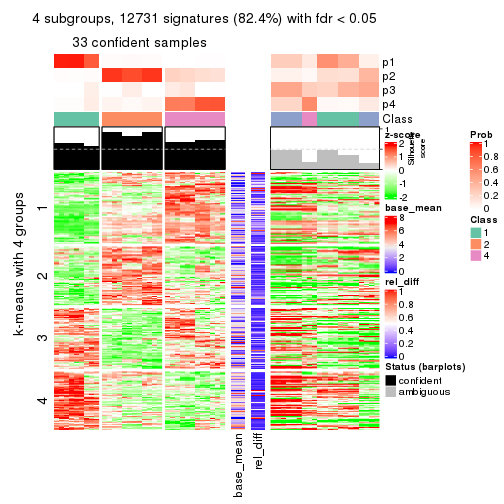 4 subgroups, 12731 signatures (82.4%) with fdr < 0.05
33 confident samples
p1
p2
p3
p4
Class
1
Silhouette
score
k-means with 4 groups
1
2
3
4
base_mean
rel_diff
z-score
2
1
0
-1
-2
base_mean
8
6
4
2
0
rel_diff
1
0.8
0.6
0.4
0.2
0
Status (barplots)
confident
ambiguous
Prob
1
0.8
0.6
0.4
0.2
0
Class
1
2
4